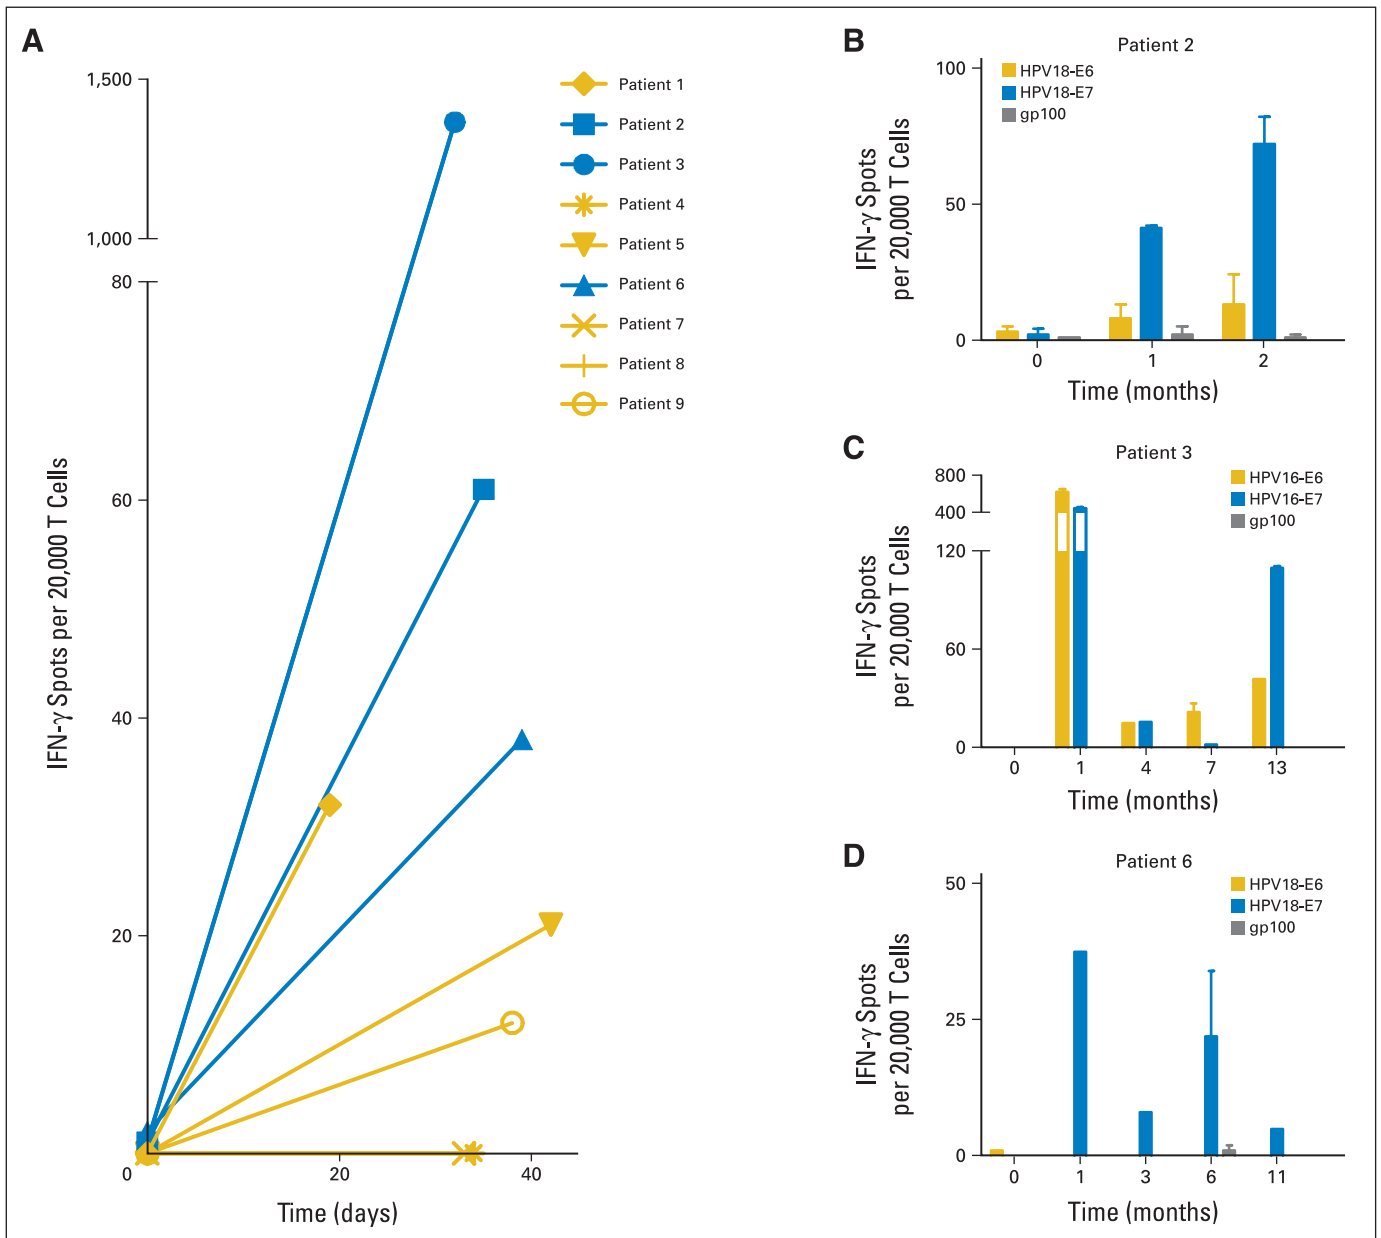 A
1,500
1,000
80
60
40
20
0
20
40
IFN-γ Spots per 20,000 T Cells
Time (days)
Patient 1
Patient 2
Patient 3
Patient 4
Patient 5
Patient 6
Patient 7
Patient 8
Patient 9
B
Patient 2
HPV18-E6
HPV18-E7
gp100
100
50
0
IFN-γ Spots
per 20,000 T Cells
0
1
2
Time (months)
C
Patient 3
HPV16-E6
HPV16-E7
gp100
800
400
120
60
0
IFN-γ Spots
per 20,000 T Cells
0
1
4
7
13
Time (months)
D
Patient 6
HPV18-E6
HPV18-E7
gp100
50
25
0
IFN-γ Spots
per 20,000 T Cells
0
1
3
6
11
Time (months)